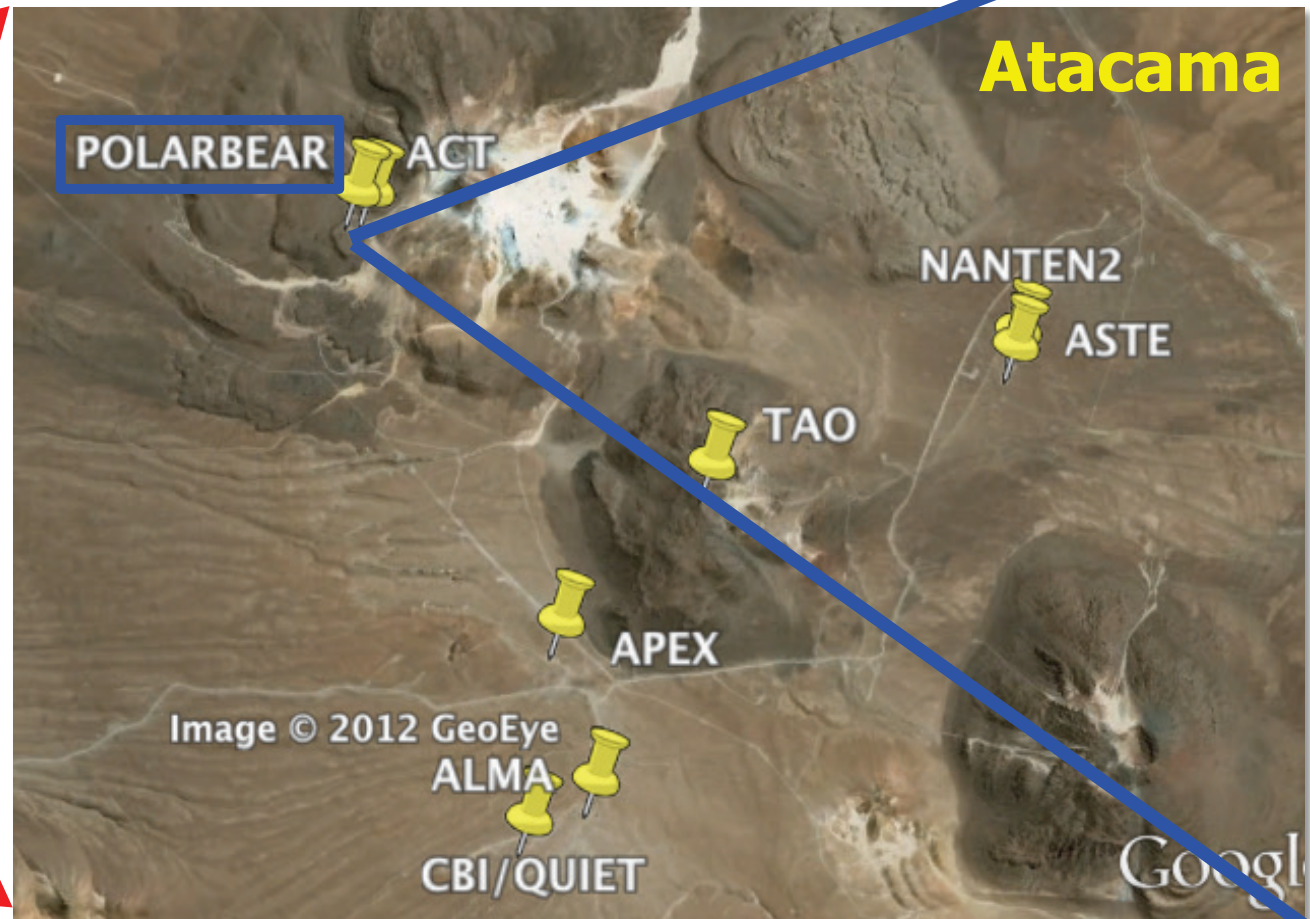 Atacama
POLARBEAR
ACT
NANTEN2
ASTE
TAO
APEX
Image © 2012 GeoEye
ALMA
CBI/QUIET
Googl